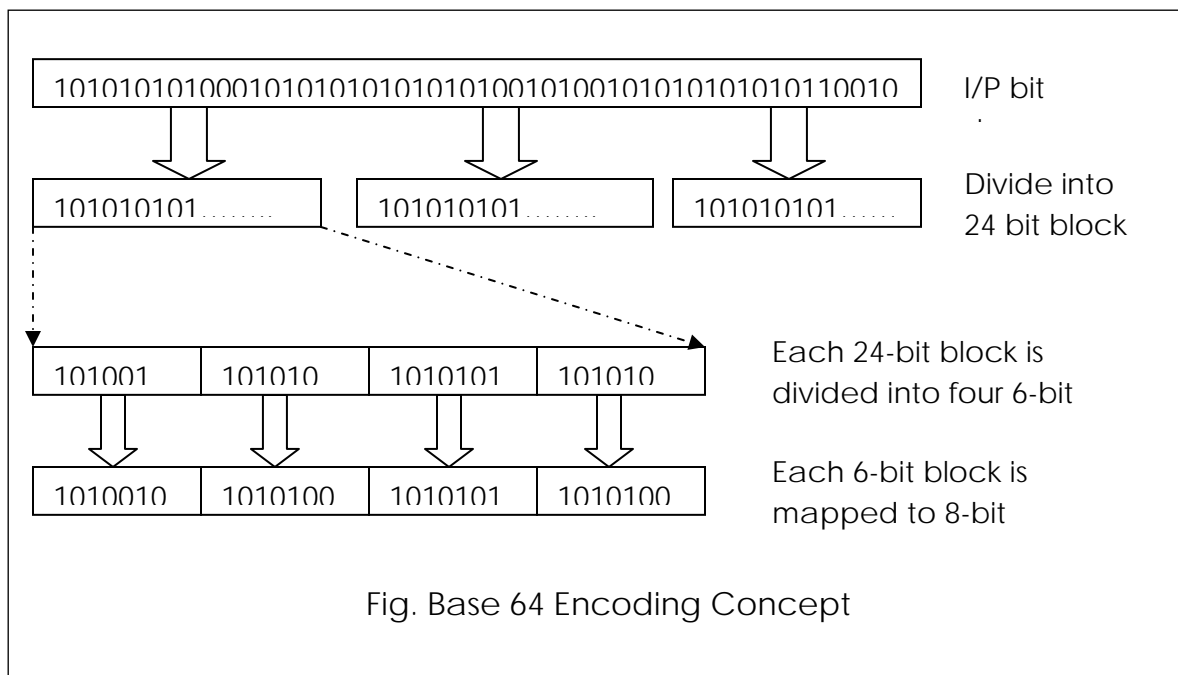 1010101010001010101010101010100101001010101010110010
I/P bit
101010101........
101010101........
101010101......
Divide into
24 bit block
101001
101010
1010101
101010
Each 24-bit block is
divided into four 6-bit
1010010
1010100
1010101
1010100
Each 6-bit block is
mapped to 8-bit
Fig. Base 64 Encoding Concept